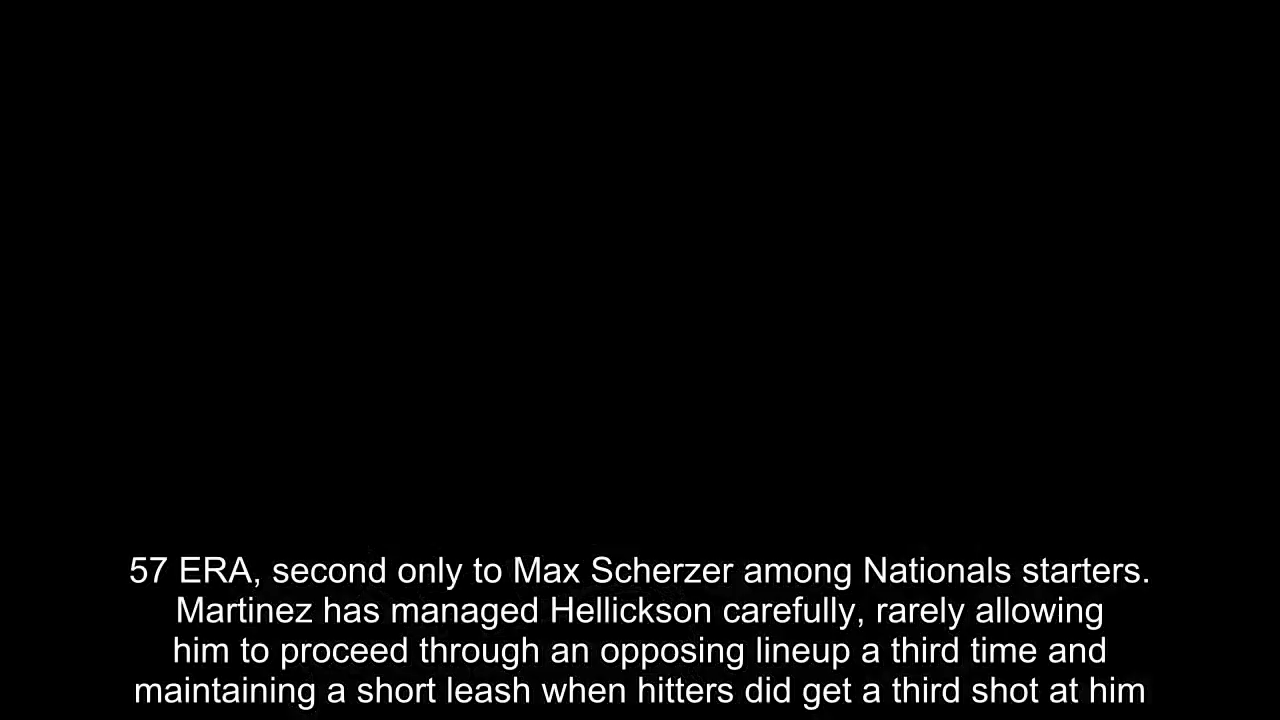 57 ERA, second only to Max Scherzer among Nationals starters.
Martinez has managed Hellickson carefully, rarely allowing
him to proceed through an opposing lineup a third time and
maintaining a short leash when hitters did get a third shot at him